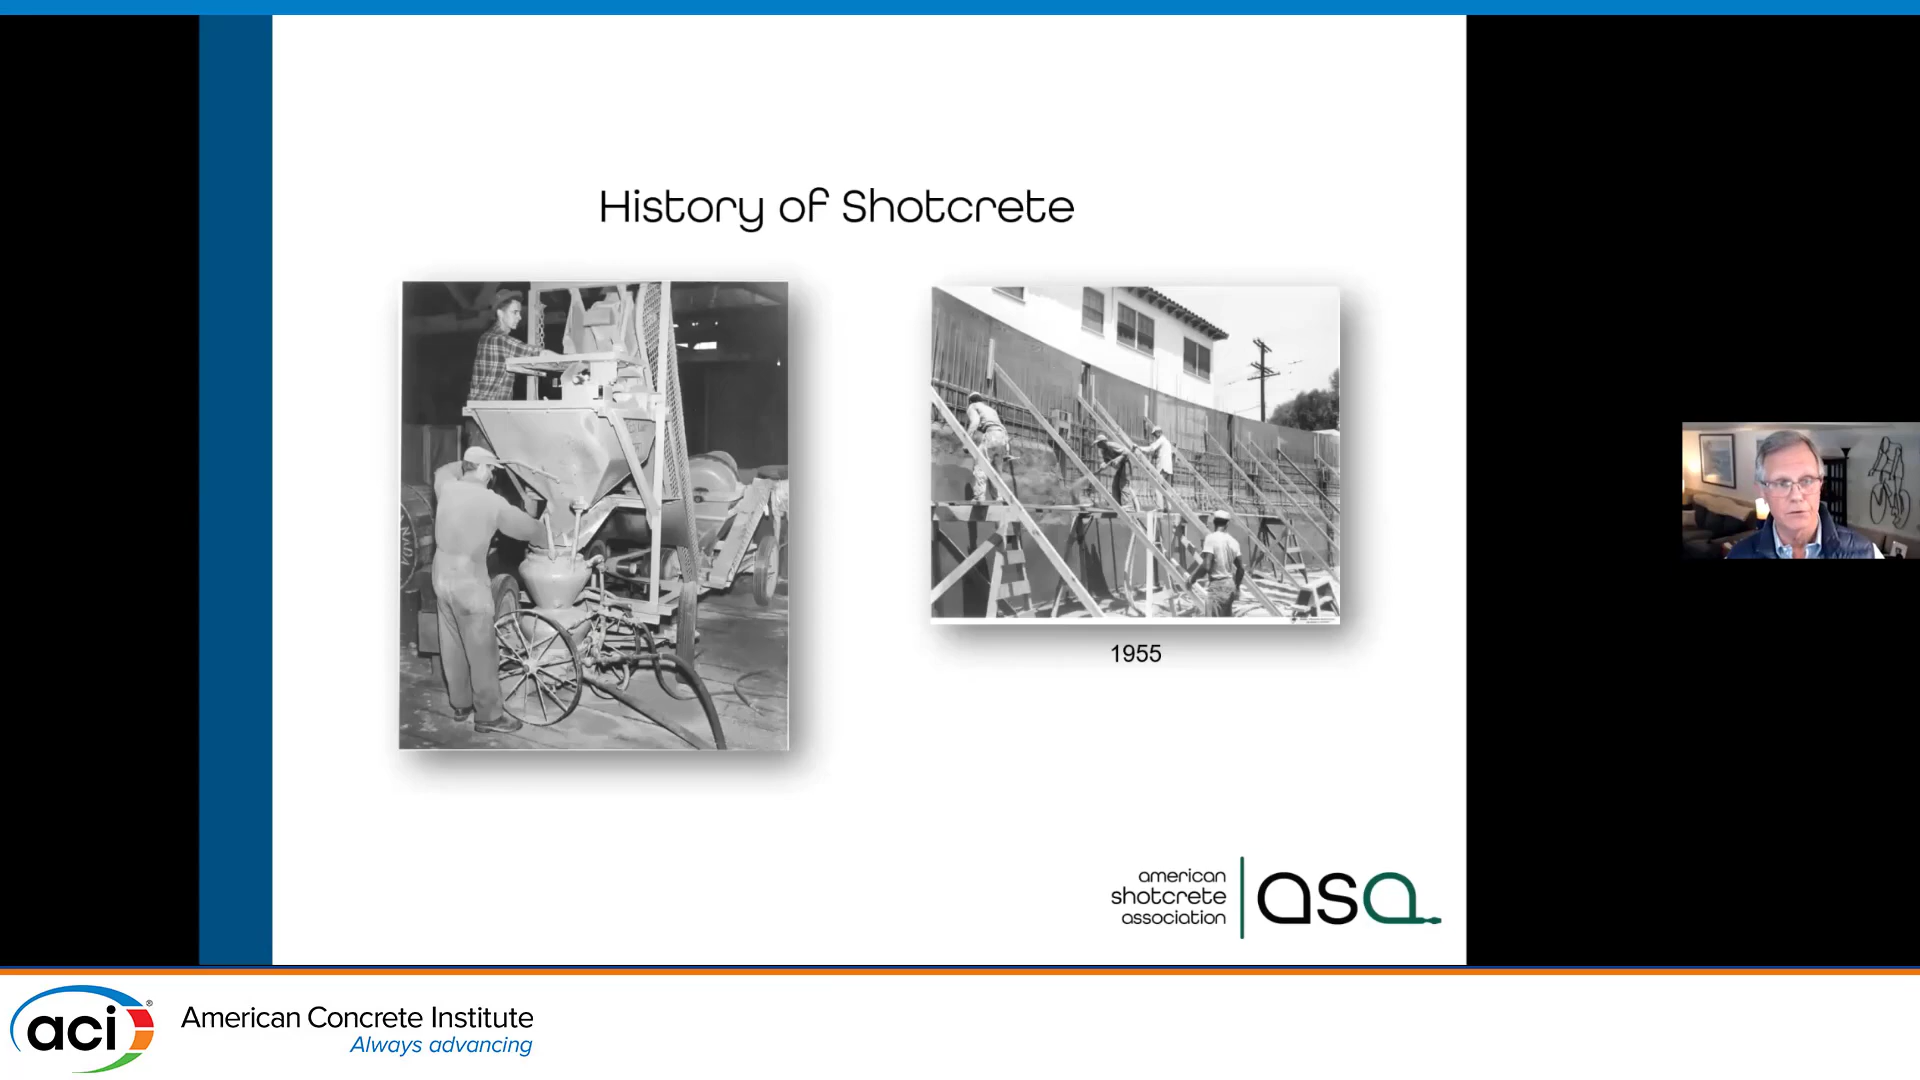 History of Shotcrete
1955
american
shotcrete
association
asa
aci®
American Concrete Institute
Always advancing